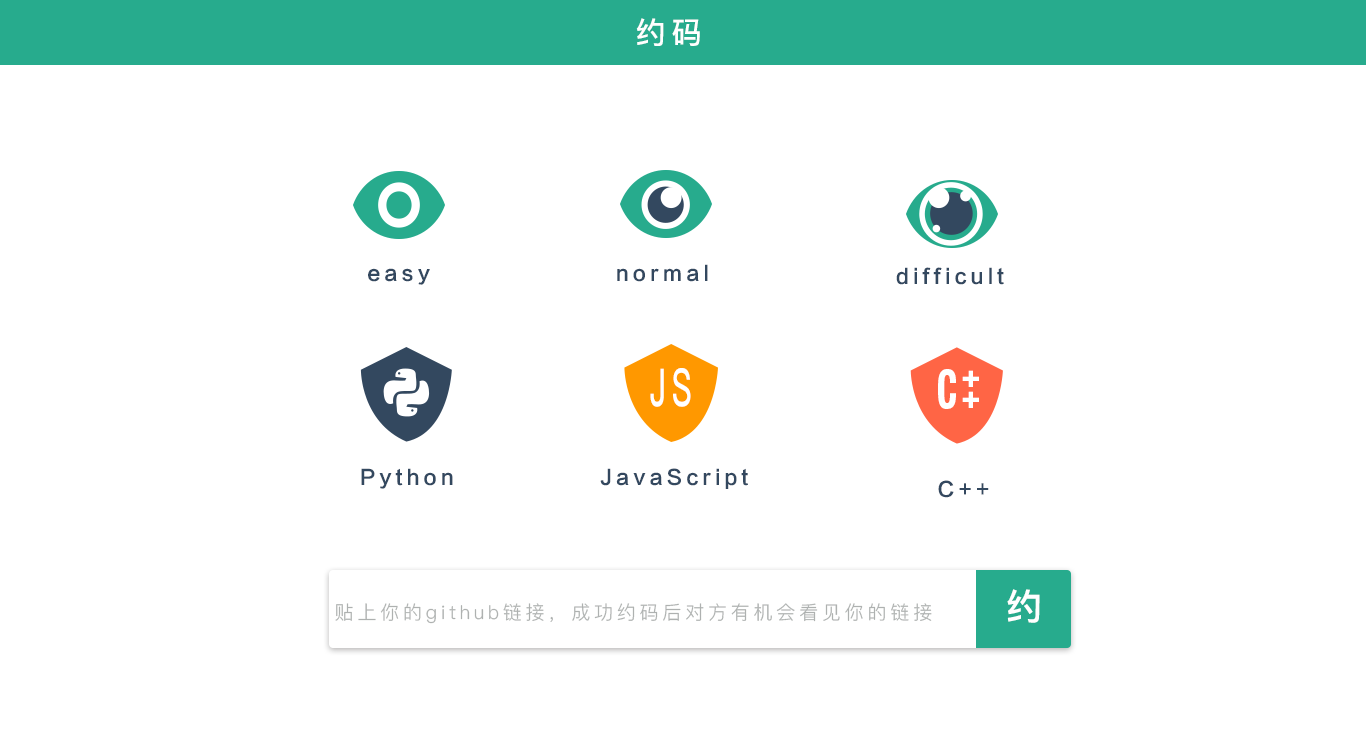 约码
easy
normal
difficult
JS
C++
Python
JavaScript
C++
贴上你的github链接，成功约码后对方有机会看见你的链接
约